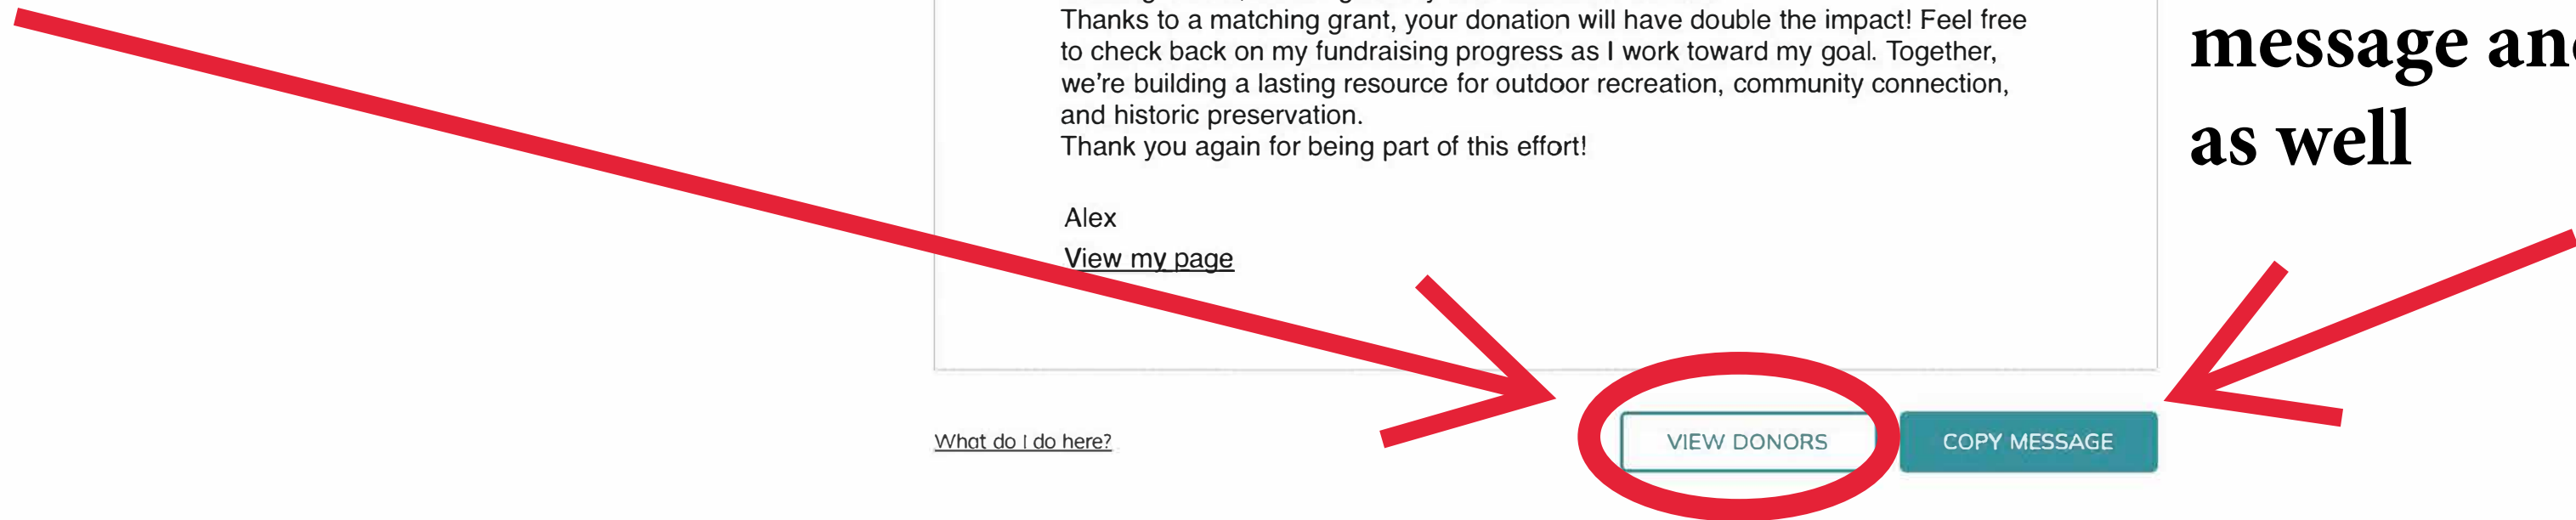 Thanks to a matching grant, your donation will have double the impact! Feel free
to check back on my fundraising progress as I work toward my goal. Together,
we're building a lasting resource for outdoor recreation, community connection,
and historic preservation.
Thank you again for being part of this effort!
Alex
View my page
message
as well
What do I do here?
VIEW DONORS
COPY MESSAGE